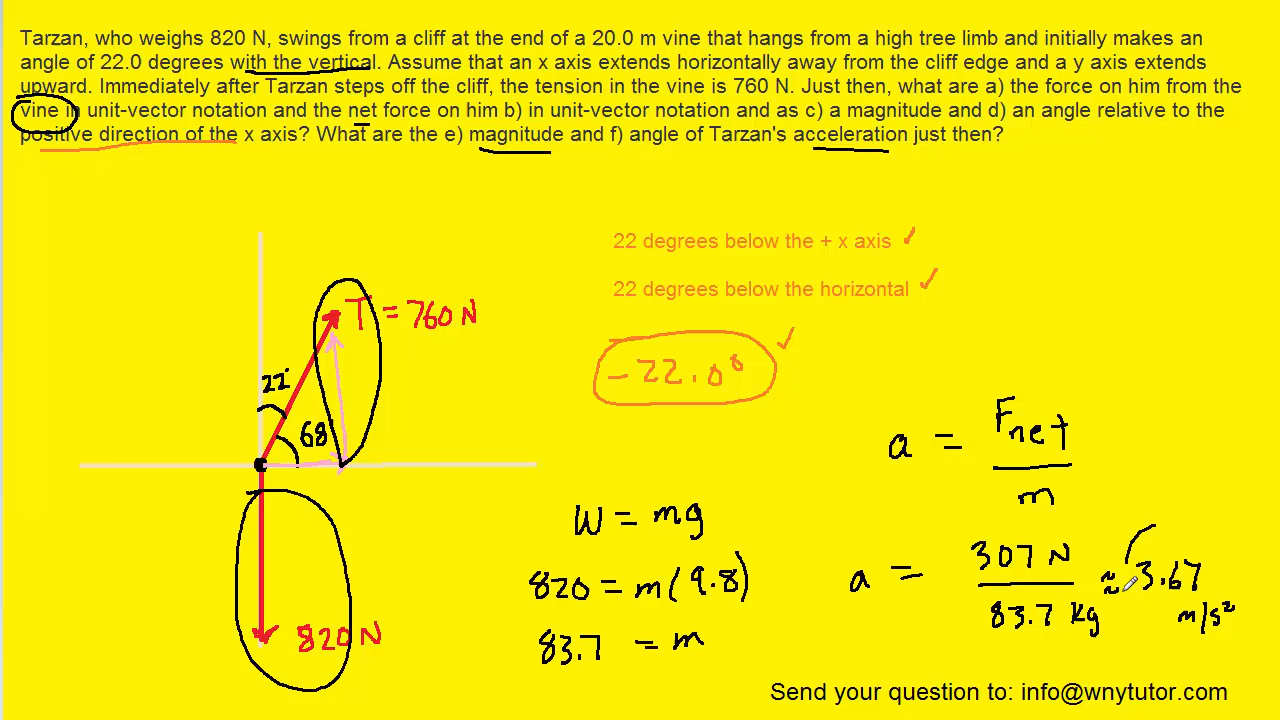 Tarzan, who weighs 820 N, swings from a cliff at the end of a 20.0 m vine that hangs from a high tree limb and initially makes an
angle of 22.0 degrees with the vertical. Assume that an x axis extends horizontally away from the cliff edge and a y axis extends
upward. Immediately after Tarzan steps off the cliff, the tension in the vine is 760 N. Just then, what are a) the force on him from the
vine in unit-vector notation and the net force on him b) in unit-vector notation and as c) a magnitude and d) an angle relative to the
positive direction of the x axis? What are the e) magnitude and f) angle of Tarzan's acceleration just then?
22 degrees below the + x axis ✓
22 degrees below the horizontal ✓
-22.0° ✓
T = 760 N
22°
68
820 N
W = mg
820 = m(9.8)
83.7 = m
a = Fnet
m
a = 307 N ≈ 3.67
83.7 kg m/s²
Send your question to: info@wnytutor.com